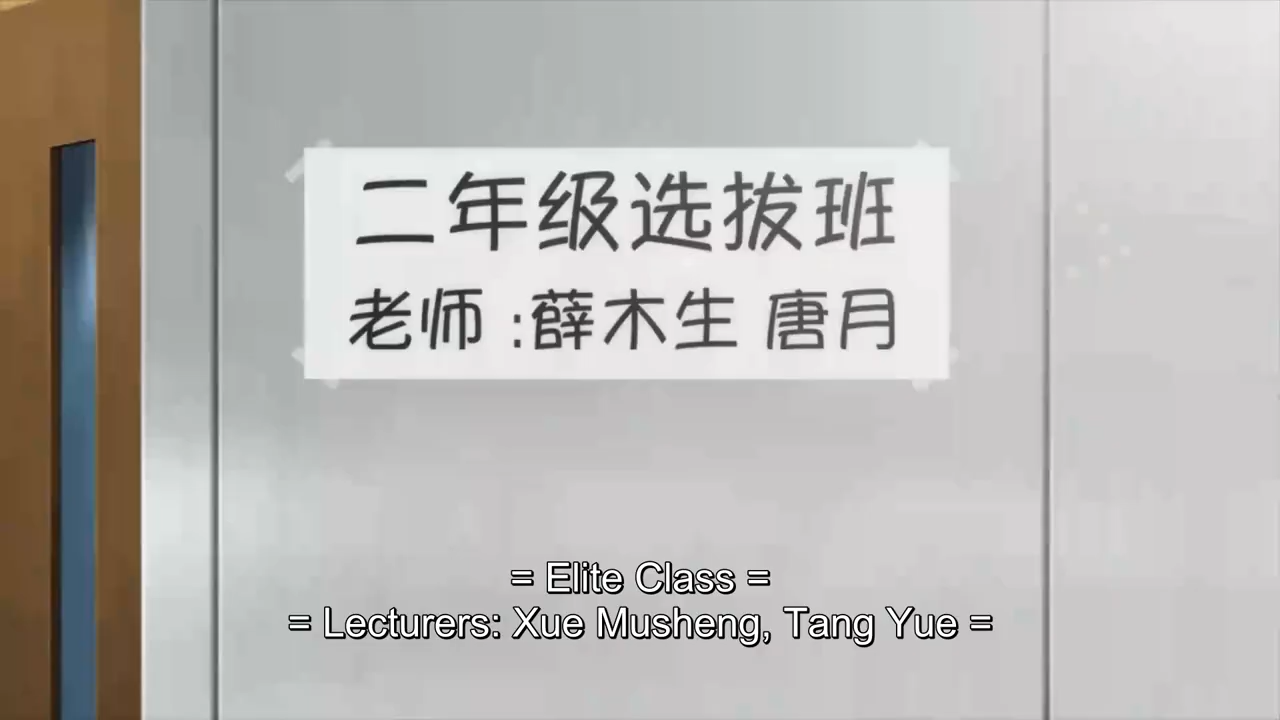 二年级选拔班
老师 :薛木生 唐月
= Elite Class =
= Lecturers: Xue Musheng, Tang Yue =